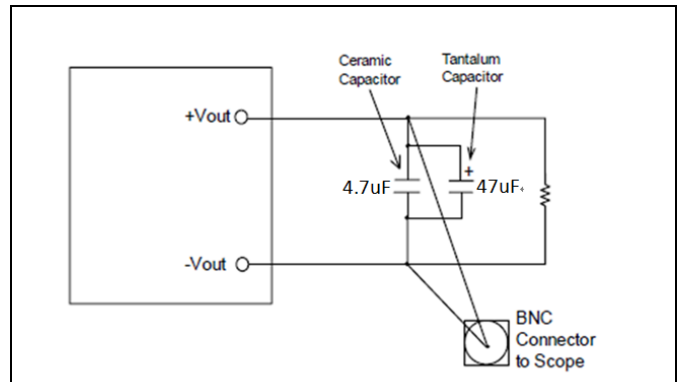 Ceramic
Capacitor
Tantalum
Capacitor
+Vout
+
4.7uF
47uF
-Vout
BNC
Connector
to Scope